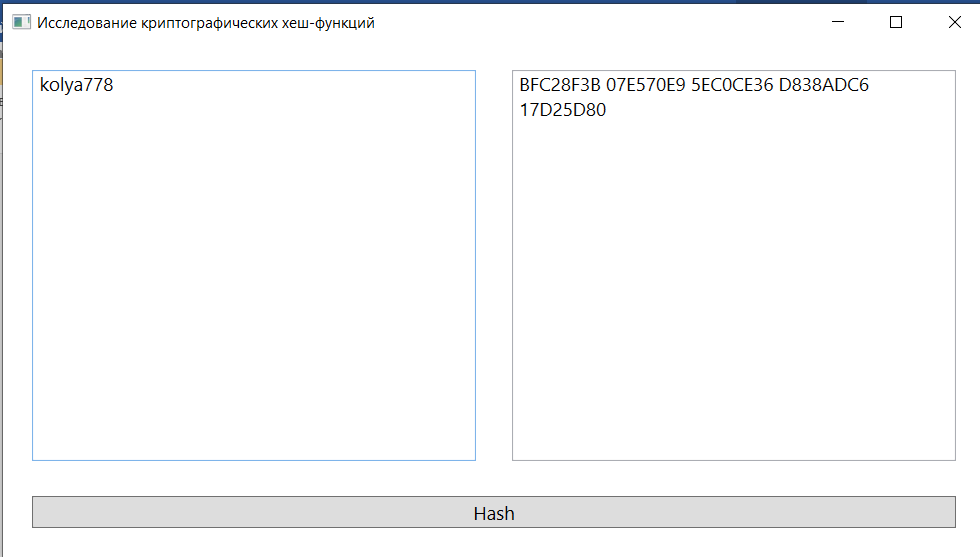 Исследование криптографических хеш-функций
kolya778
BFC28F3B 07E570E9 5EC0CE36 D838ADC6
17D25D80
Hash